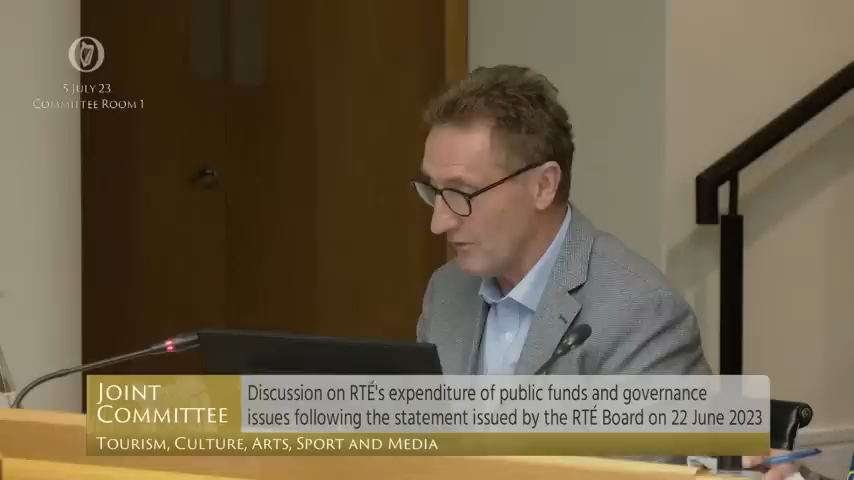 5 July 23
Committee Room 1
Joint
Committee
Discussion on RTÉ's expenditure of public funds and governance
issues following the statement issued by the RTÉ Board on 22 June 2023
Tourism, Culture, Arts, Sport and Media